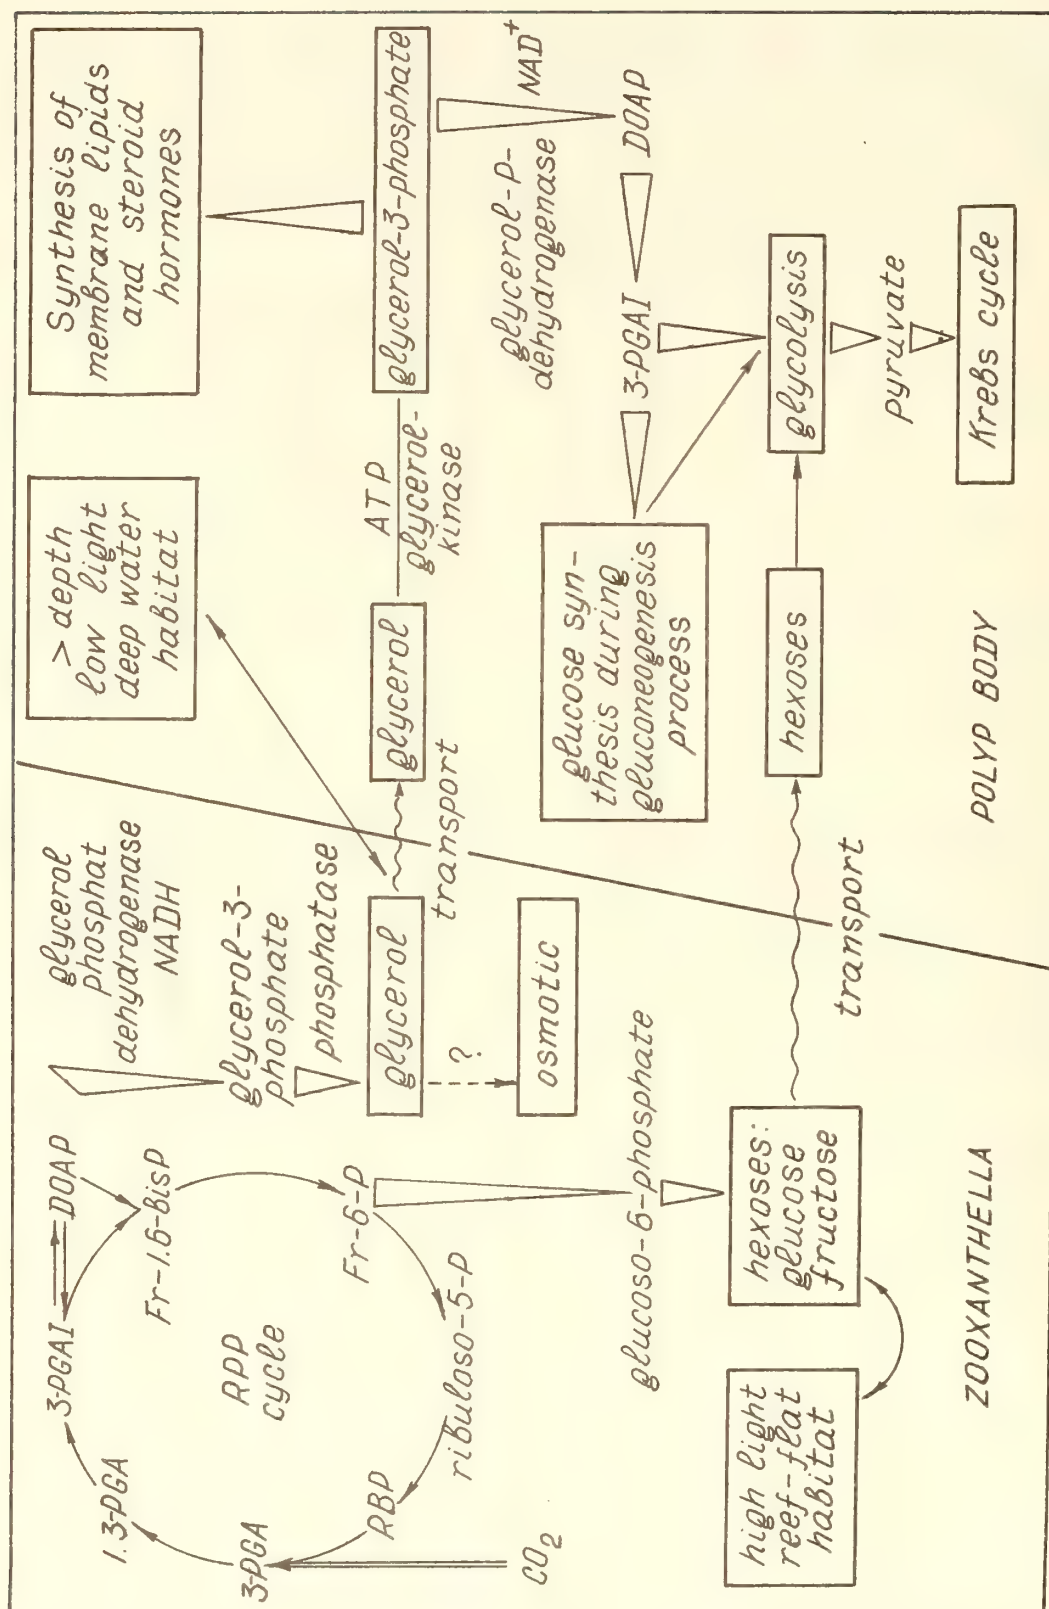 glycerol
phosphat
dehydrogenase
NADH
3-PGAI
DOAP
1.3-PGA
Fr-1.6-bisP
glycerol-3-
phosphate
phosphatase
RPP
cycle
3-PGA
RBP
Fr-6-P
ribuloso-5-P
CO₂
glycerol
transport
?
osmotic
glucoso-6-phosphate
high light
reef-flat
habitat
hexoses:
glucose
fructose
transport
ZOOXANTHELLA
> depth
low light
deep water
habitat
Synthesis of
membrane lipids
and steroid
hormones
glycerol
ATP
glycerol-
kinase
glycerol-3-phosphate
glycerol-P-
dehydrogenase
NAD⁺
glucose syn-
thesis during
gluconeogenesis
process
3-PGAI
DOAP
hexoses
glycolysis
pyruvate
Krebs cycle
POLYP BODY